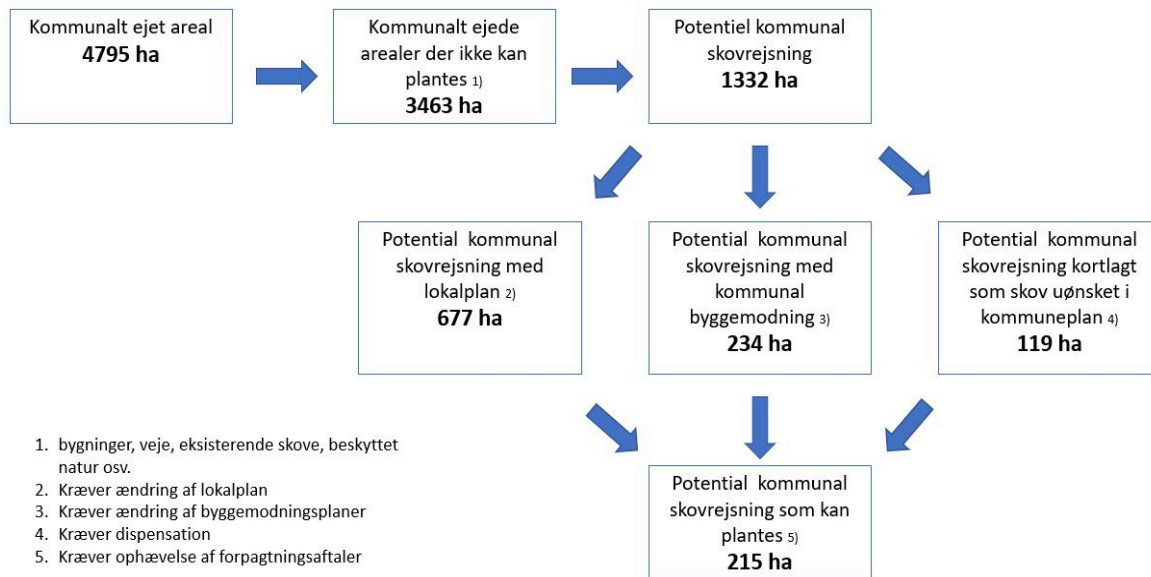 Kommunalt ejet areal
4795 ha
Kommunalt ejede
arealer der ikke kan
plantes 1)
3463 ha
Potentiel kommunal
skovrejsning
1332 ha
Potential kommunal
skovrejsning med
lokalplan 2)
677 ha
Potential kommunal
skovrejsning med
kommunal
byggemodning 3)
234 ha
Potential kommunal
skovrejsning kortlagt
som skov uønsket i
kommuneplan 4)
119 ha
1. bygninger, veje, eksisterende skove, beskyttet
natur osv.
2. Kræver ændring af lokalplan
3. Kræver ændring af byggemodningsplaner
4. Kræver dispensation
5. Kræver ophævelse af forpagtningsaftaler
Potential kommunal
skovrejsning som kan
plantes 5)
215 ha